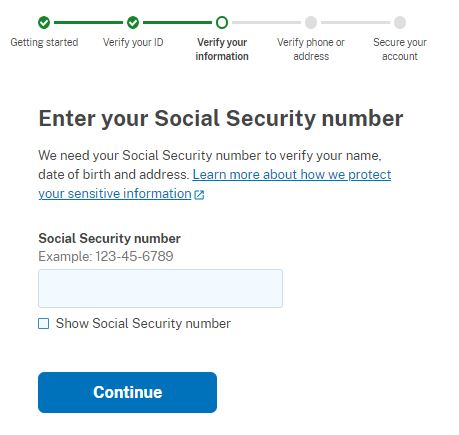 Getting started
Verify your ID
Verify your
information
Verify phone or
address
Secure your
account
Enter your Social Security number
We need your Social Security number to verify your name,
date of birth and address. Learn more about how we protect
your sensitive information
Social Security number
Example: 123-45-6789
Show Social Security number
Continue